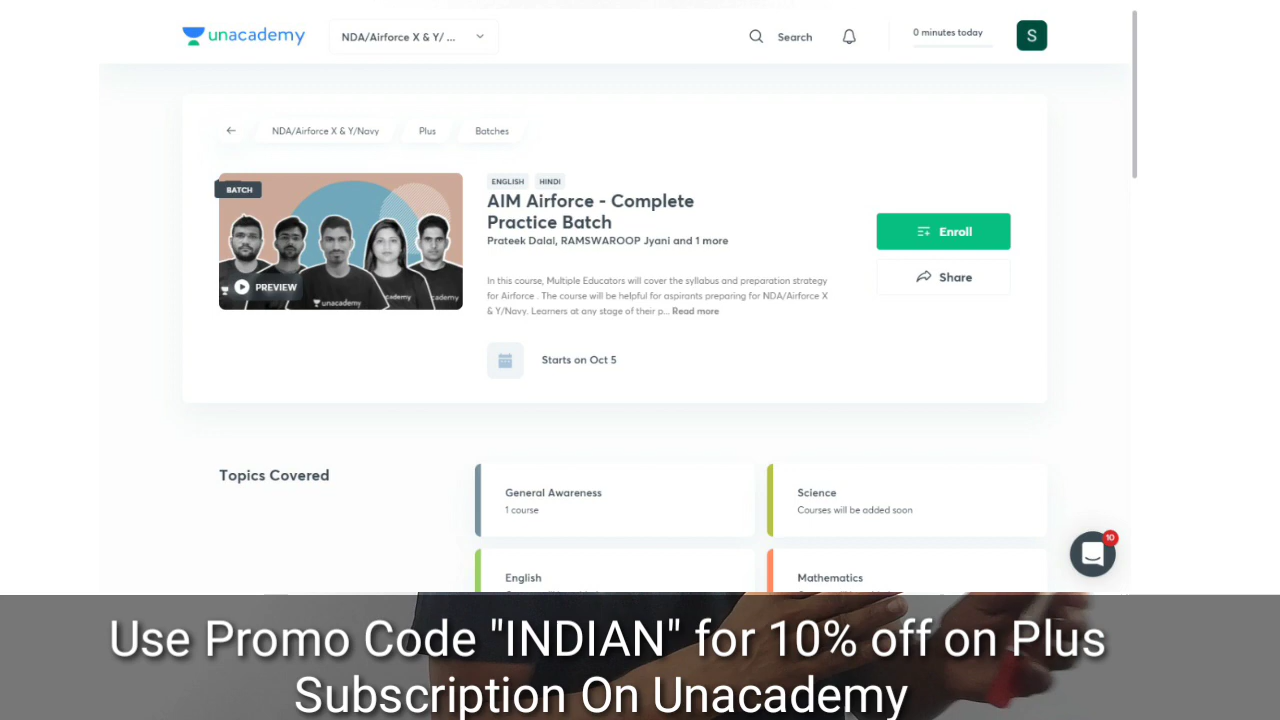 unacademy
NDA/Airforce X & Y/ ...
Search
0 minutes today
S
NDA/Airforce X & Y/Navy
Plus
Batches
BATCH
PREVIEW
unacademy
cademy
cademy
ENGLISH HINDI
AIM Airforce - Complete
Practice Batch
Prateek Dalal, RAMSWAROOP Jyani and 1 more
In this course, Multiple Educators will cover the syllabus and preparation strategy
for Airforce . The course will be helpful for aspirants preparing for NDA/Airforce X
& Y/Navy. Learners at any stage of their p... Read more
Starts on Oct 5
Enroll
Share
Topics Covered
General Awareness
1 course
Science
Courses will be added soon
English
Mathematics
10
Use Promo Code "INDIAN" for 10% off on Plus
Subscription On Unacademy